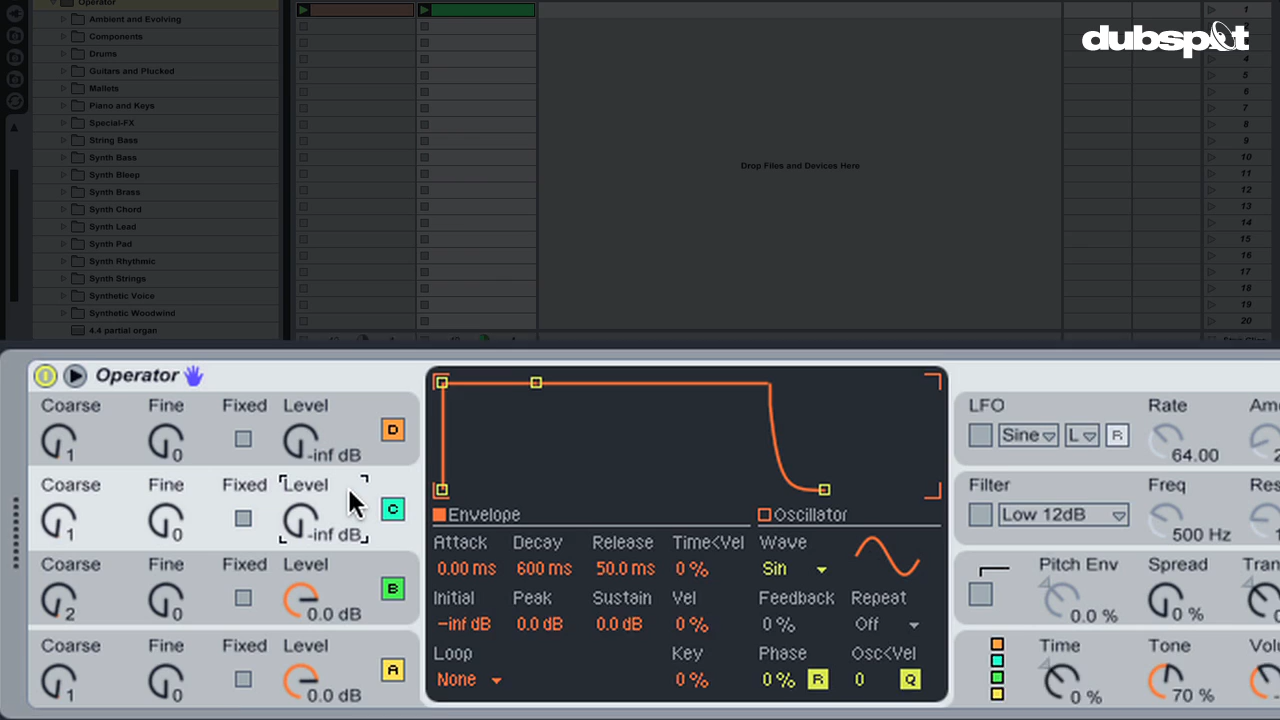 Operator
1
Ambient and Evolving
dubspot
Components
Drums
4
Guitars and Plucked
5
Mallets
6
Piano and Keys
7
Special-FX
8
String Bass
9
Synth Bass
10
Drop Files and Devices Here
Synth Bleep
11
Synth Brass
12
Synth Chord
13
Synth Lead
14
Synth Pad
15
Synth Rhythmic
16
Synth Strings
17
Synthetic Voice
18
Synthetic Woodwind
19
4.4 partial organ
20
Operator
Coarse Fine Fixed Level
1 0 -inf dB D
Coarse Fine Fixed Level
1 0 -inf dB C
Coarse Fine Fixed Level
2 0 0.0 dB B
Coarse Fine Fixed Level
1 0 0.0 dB A
Envelope Oscillator
Attack Decay Release Time<Vel Wave
0.00 ms 600 ms 50.0 ms 0 % Sin
Initial Peak Sustain Vel Feedback Repeat
-inf dB 0.0 dB 0.0 dB 0 % 0 % Off
Loop Key Phase Osc<Vel
None 0 % 0 % R 0 Q
LFO Rate Am
Sine L R 64.00
Filter Freq Res
Low 12dB 500 Hz
Pitch Env Spread Tran
0.0 % 0 %
Time Tone Volu
0 % 70 %